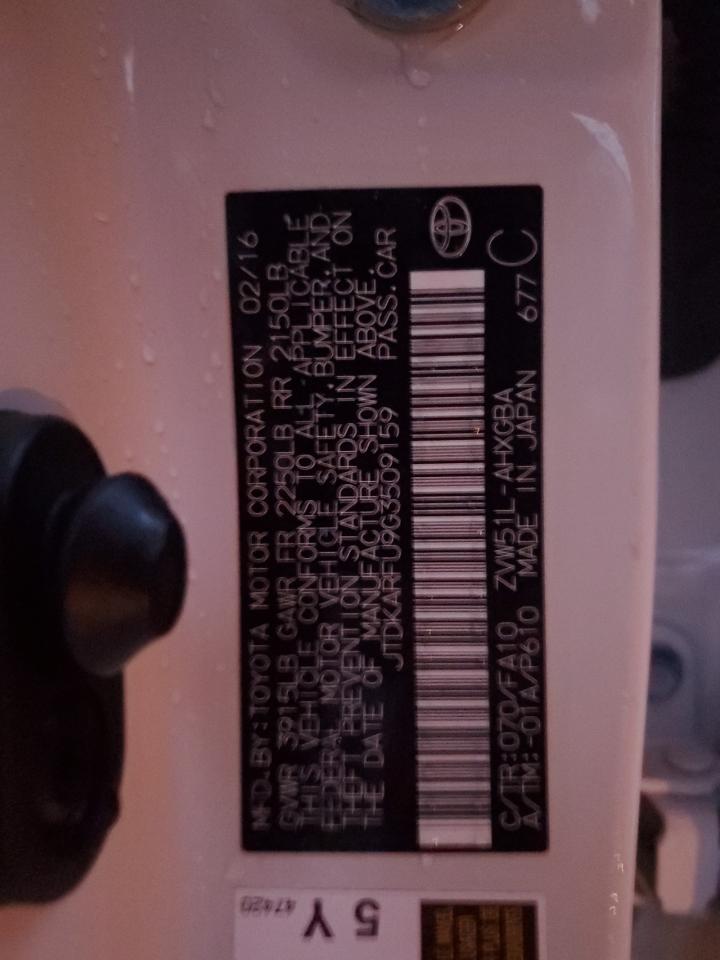 MFD.BY:TOYOTA MOTOR CORPORATION 02/16
GVWR 3915LB GAWR FR 2250LB RR 2150LB
THIS VEHICLE CONFORMS TO ALL APPLICABLE
FEDERAL MOTOR VEHICLE SAFETY,BUMPER,AND
THEFT PREVENTION STANDARDS IN EFFECT ON
THE DATE OF MANUFACTURE SHOWN ABOVE.
JTDKARFU9G3509159 PASS.CAR
C/TR:070/FA10 ZVW51L-AHXGBA
A/TM:-01A/P610 MADE IN JAPAN 677 C
5 Y 47420